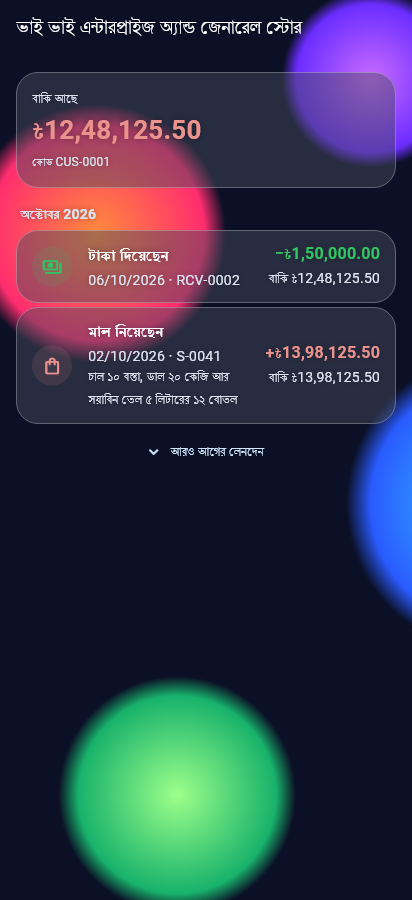 ভাই ভাই এন্টারপ্রাইজ অ্যান্ড জেনারেল স্টোর
বাকি আছে
৳12,48,125.50
কোড CUS-0001
অক্টোবর 2026
টাকা দিয়েছেন
06/10/2026 · RCV-0002
−৳1,50,000.00
বাকি ৳12,48,125.50
মাল নিয়েছেন
02/10/2026 · S-0041
চাল ১০ বস্তা, ডাল ২০ কেজি আর
সয়াবিন তেল ৫ লিটারের ১২ বোতল
+৳13,98,125.50
বাকি ৳13,98,125.50
আরও আগের লেনদেন